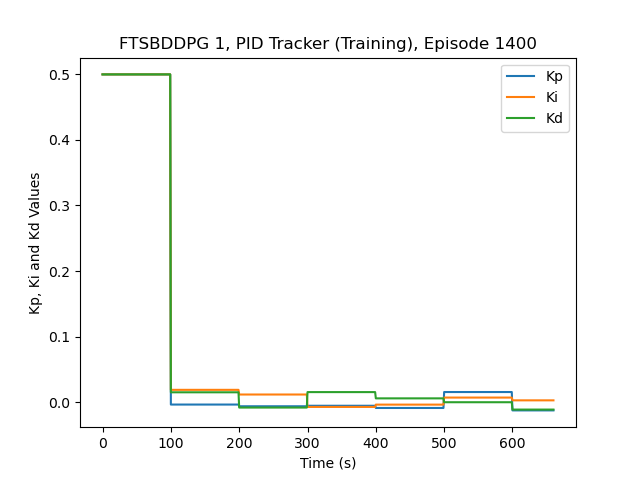 FTSBDDPG 1, PID Tracker (Training), Episode 1400
Kp
Ki
Kd
Kp, Ki and Kd Values
0.5
0.4
0.3
0.2
0.1
0.0
0 100 200 300 400 500 600
Time (s)